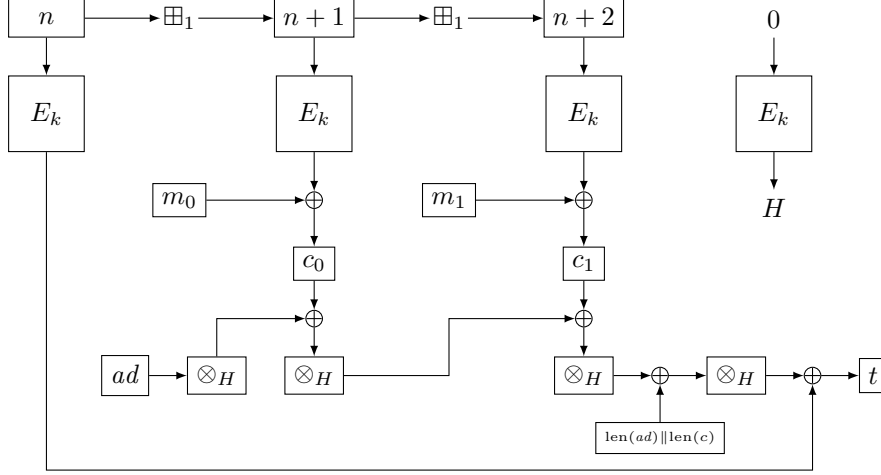 n ⊞₁ n + 1 ⊞₁ n + 2 0
E_k E_k E_k E_k
m_0 ⊕ m_1 ⊕ H
c_0 c_1
⊕ ⊕
ad ⊗_H ⊗_H ⊗_H ⊕ ⊗_H ⊕ t
len(ad)‖len(c)